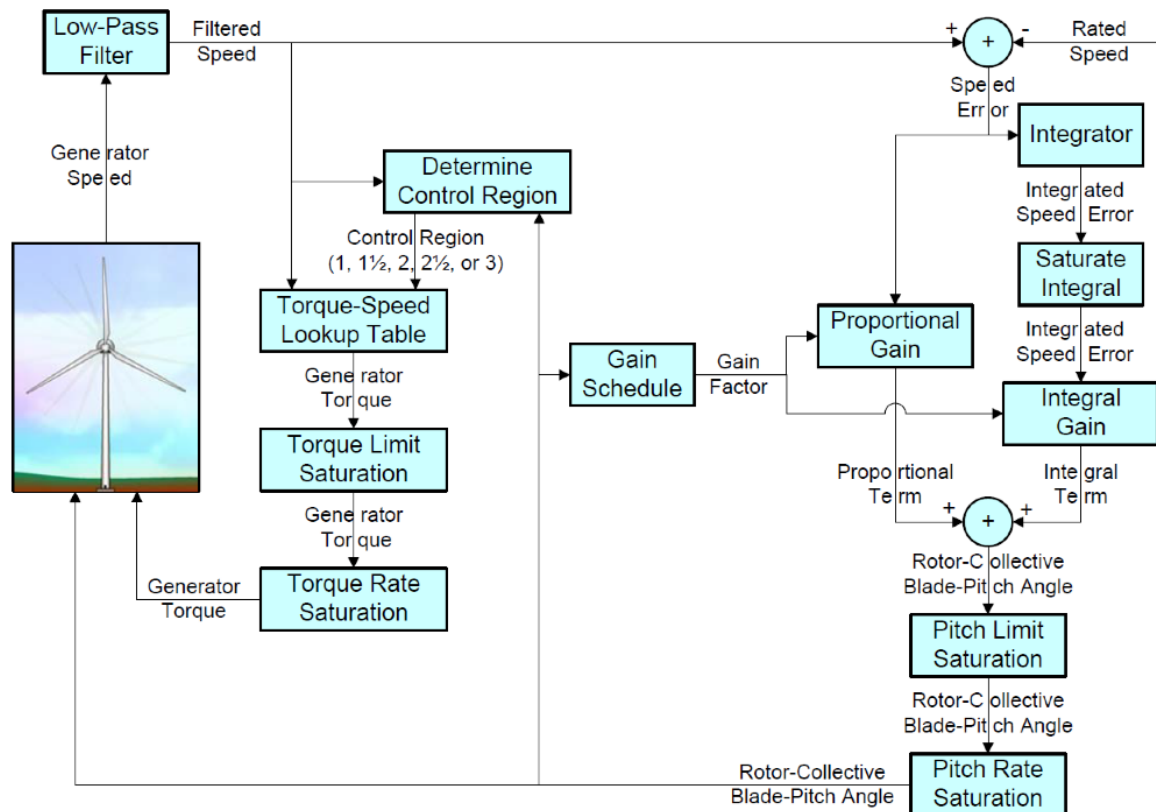 Low-Pass
Filter
Filtered
Speed
+
-
+
Rated
Speed
Speed
Error
Integrator
Generator
Speed
Determine
Control Region
Integrated
Speed Error
Control Region
(1, 1½, 2, 2½, or 3)
Saturate
Integral
Torque-Speed
Lookup Table
Proportional
Gain
Integrated
Speed Error
Gain
Schedule
Gain
Factor
Generator
Torque
Integral
Gain
Torque Limit
Saturation
Proportional
Term
Integral
Term
+
+
+
Generator
Torque
Rotor-Collective
Blade-Pitch Angle
Generator
Torque
Torque Rate
Saturation
Pitch Limit
Saturation
Rotor-Collective
Blade-Pitch Angle
Rotor-Collective
Blade-Pitch Angle
Pitch Rate
Saturation